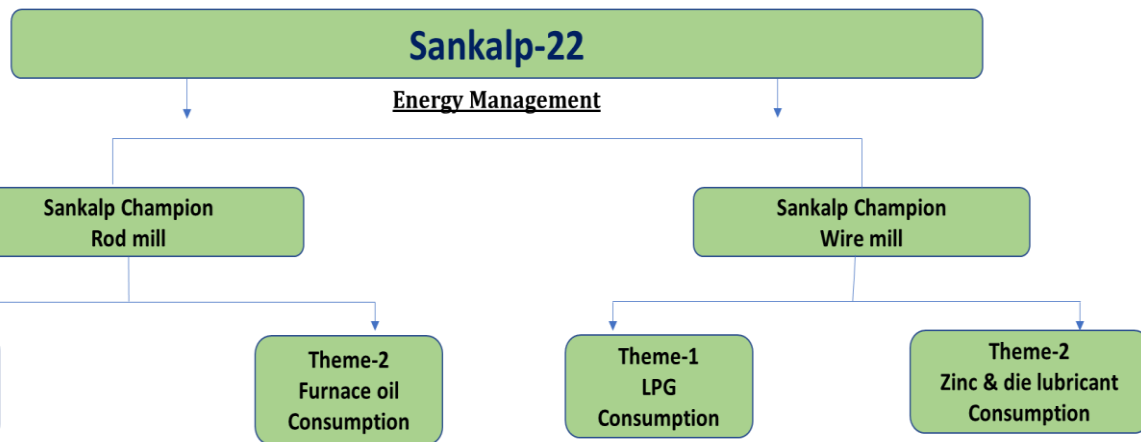 Sankalp-22
Energy Management
Sankalp Champion
Rod mill
Sankalp Champion
Wire mill
Theme-2
Furnace oil
Consumption
Theme-1
LPG
Consumption
Theme-2
Zinc & die lubricant
Consumption